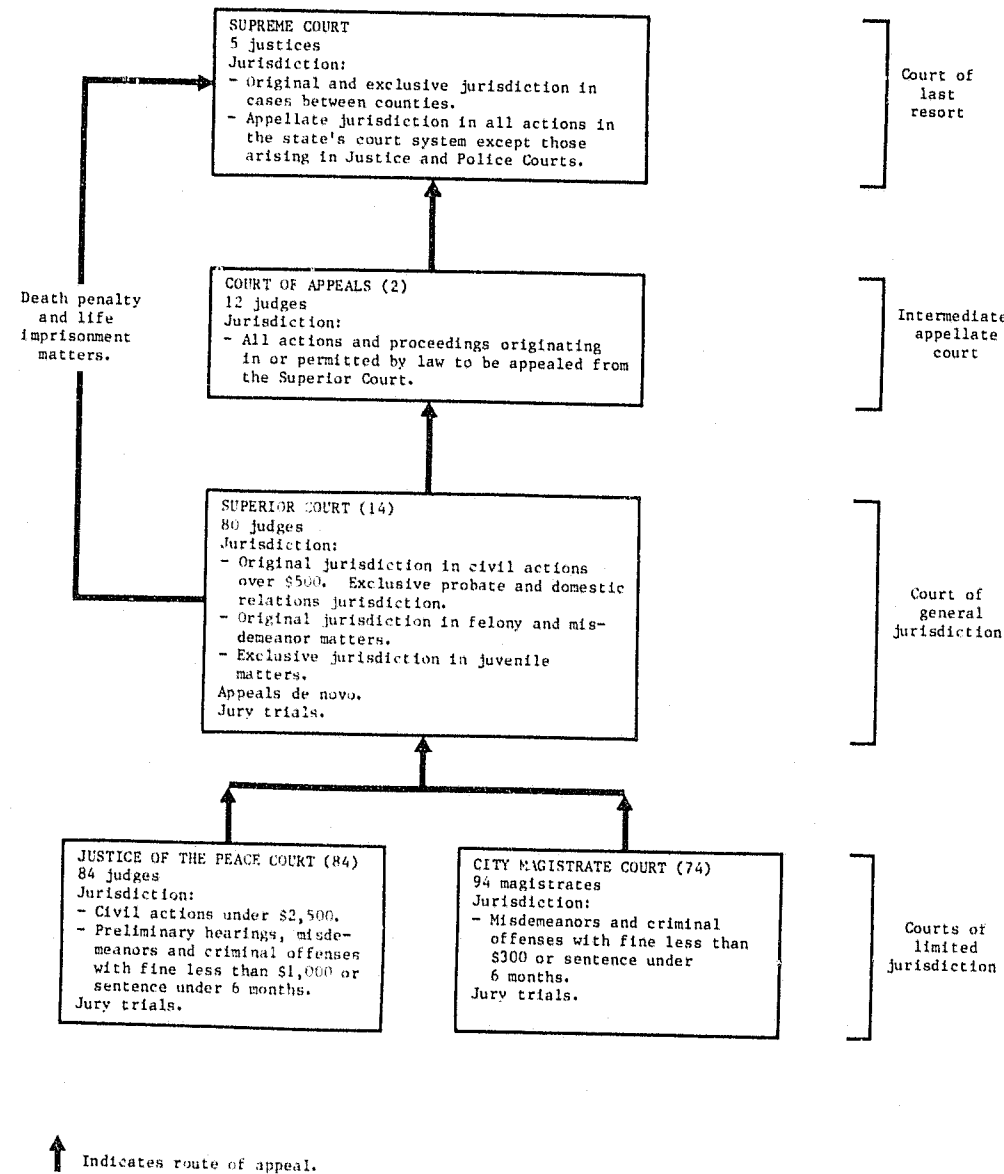 SUPREME COURT
5 justices
Jurisdiction:
- Original and exclusive jurisdiction in
cases between counties.
- Appellate jurisdiction in all actions in
the state's court system except those
arising in Justice and Police Courts.
Court of
last
resort
Death penalty
and life
imprisonment
matters.
COURT OF APPEALS (2)
12 judges
Jurisdiction:
- All actions and proceedings originating
in or permitted by law to be appealed from
the Superior Court.
Intermediate
appellate
court
SUPERIOR COURT (14)
80 judges
Jurisdiction:
- Original jurisdiction in civil actions
over $500. Exclusive probate and domestic
relations jurisdiction.
- Original jurisdiction in felony and mis-
demeanor matters.
- Exclusive jurisdiction in juvenile
matters.
Appeals de novo.
Jury trials.
Court of
general
jurisdiction
JUSTICE OF THE PEACE COURT (84)
84 judges
Jurisdiction:
- Civil actions under $2,500.
- Preliminary hearings, misde-
meanors and criminal offenses
with fine less than $1,000 or
sentence under 6 months.
Jury trials.
CITY MAGISTRATE COURT (74)
94 magistrates
Jurisdiction:
- Misdemeanors and criminal
offenses with fine less than
$300 or sentence under
6 months.
Jury trials.
Courts of
limited
jurisdiction
Indicates route of appeal.